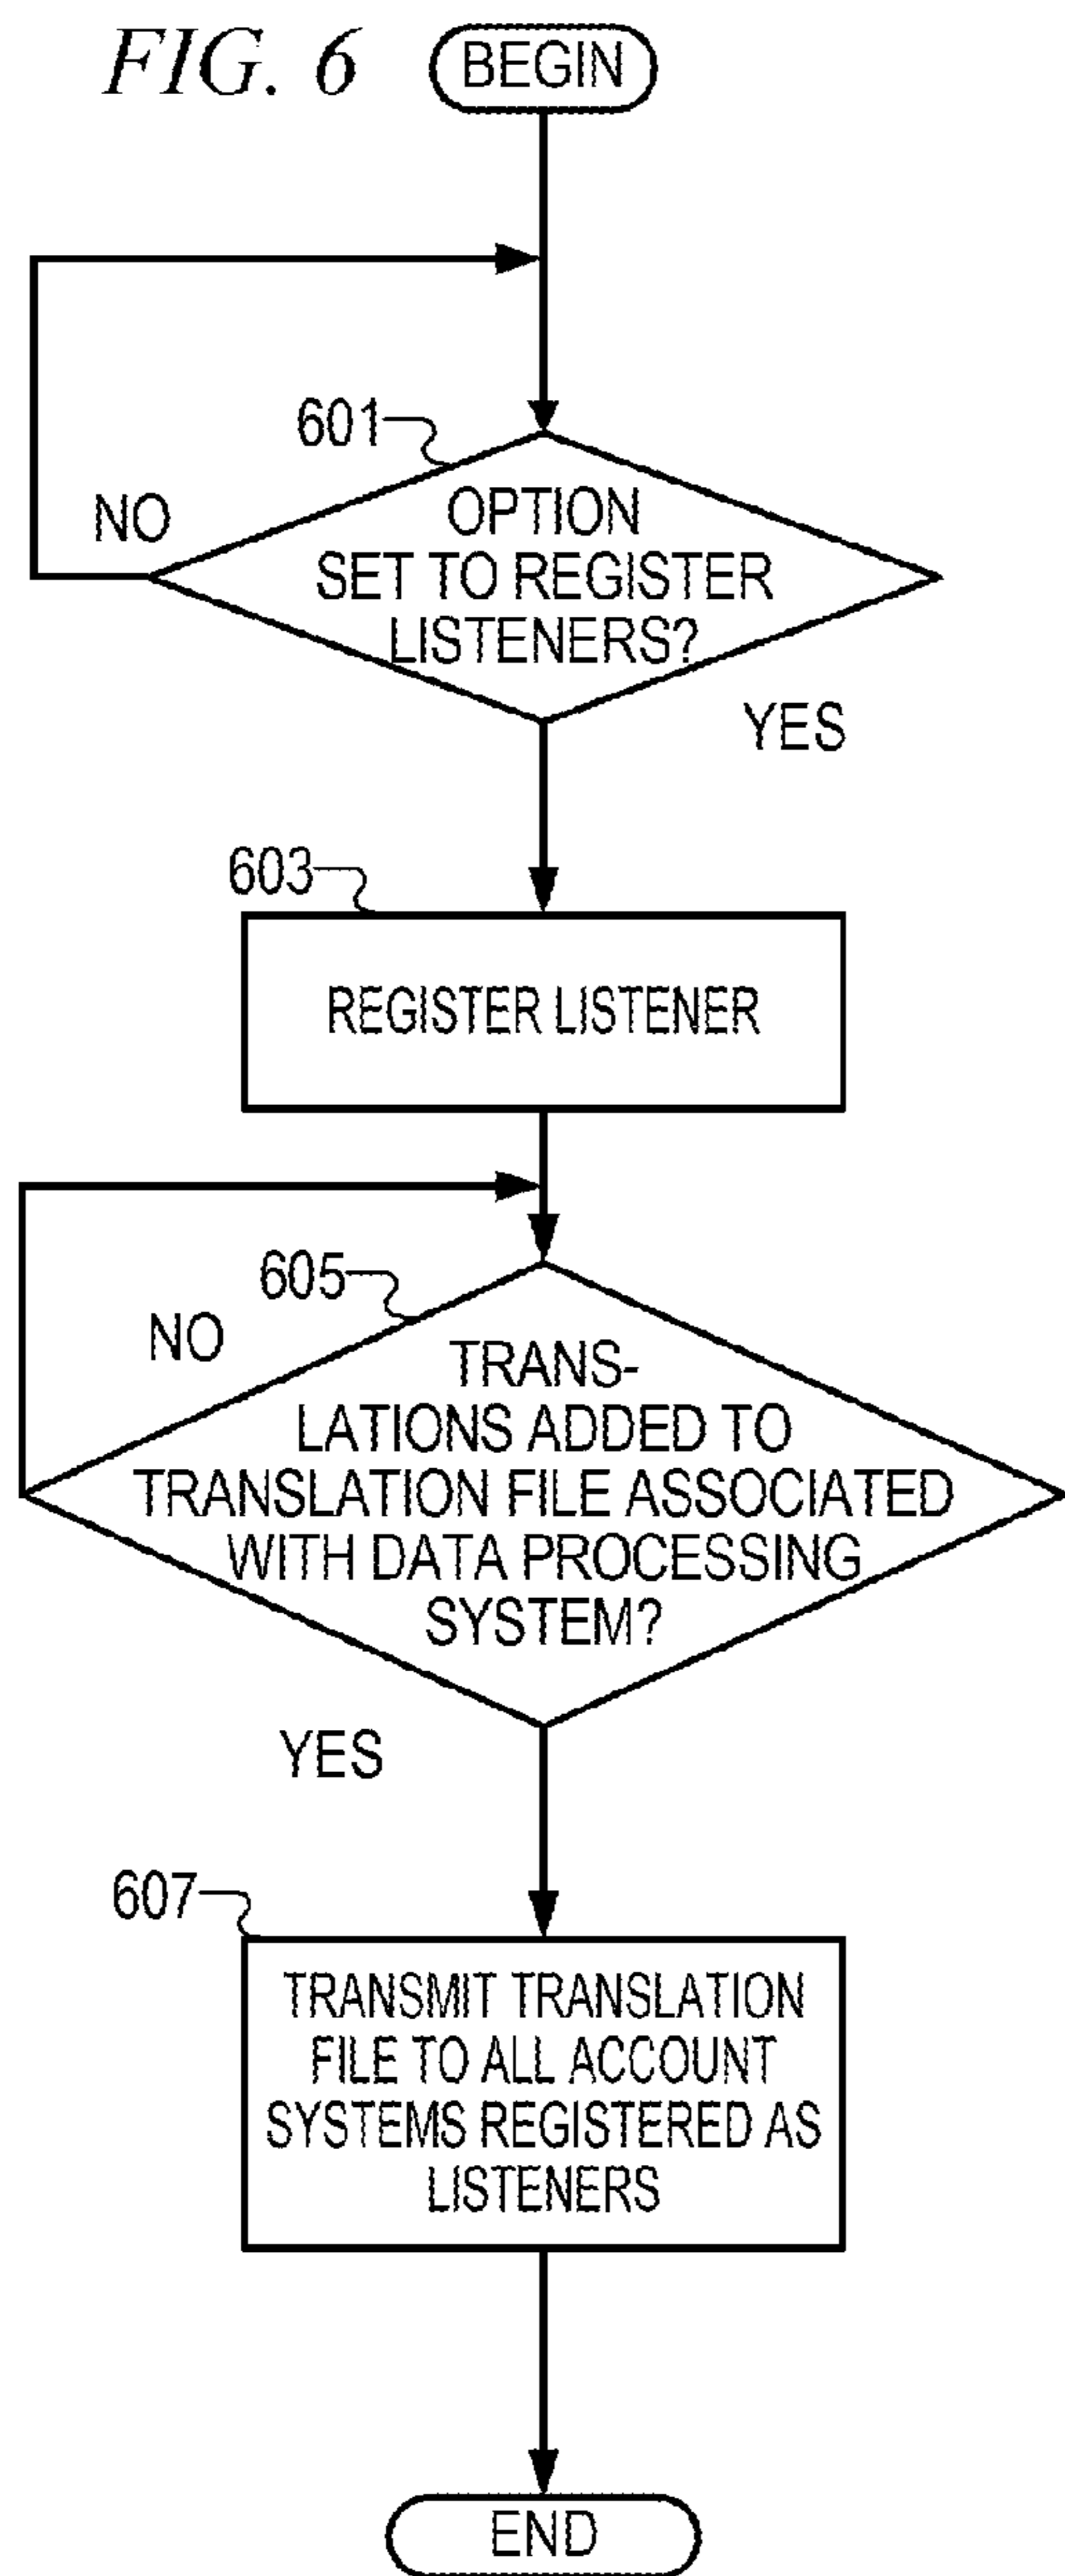 FIG. 6
BEGIN
601
NO
OPTION
SET TO REGISTER
LISTENERS?
YES
603
REGISTER LISTENER
605
NO
TRANS-
LATIONS ADDED TO
TRANSLATION FILE ASSOCIATED
WITH DATA PROCESSING
SYSTEM?
YES
607
TRANSMIT TRANSLATION
FILE TO ALL ACCOUNT
SYSTEMS REGISTERED AS
LISTENERS
END